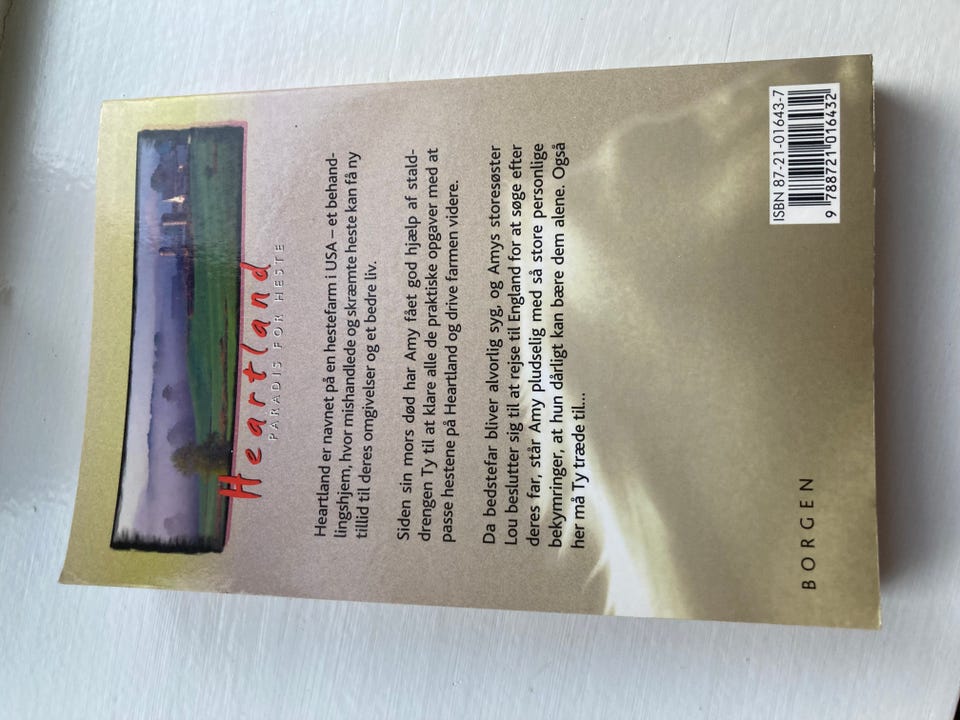 Heartland
PARADIS FOR HESTE
Heartland er navnet på en hestefarm i USA – et behand-
lingshjem, hvor mishandlede og skræmte heste kan få ny
tillid til deres omgivelser og et bedre liv.
Siden sin mors død har Amy fået god hjælp af stald-
drengen Ty til at klare alle de praktiske opgaver med at
passe hestene på Heartland og drive farmen videre.
Da bedstefar bliver alvorlig syg, og Amys storesøster
Lou beslutter sig til at rejse til England for at søge efter
deres far, står Amy pludselig med så store personlige
bekymringer, at hun dårligt kan bære dem alene. Også
her må Ty træde til...
BORGEN
ISBN 87-21-01643-7
9 788721 016432